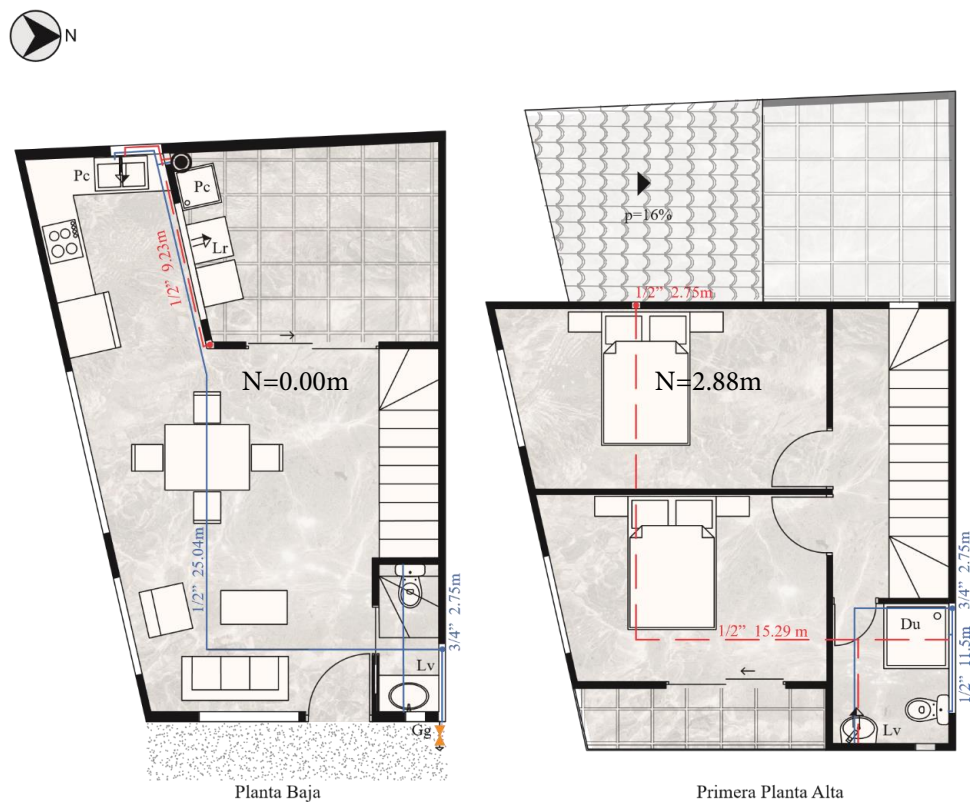 N
Pc
Pc
Lr
1/2” 9.23m
N=0.00m
1/2” 25.04m
3/4” 2.75m
Lv
Gg
Planta Baja
p=16%
1/2” 2.75m
N=2.88m
1/2” 15.29 m
Du
3/4” 2.75m
1/2” 11.5m
Lv
Primera Planta Alta